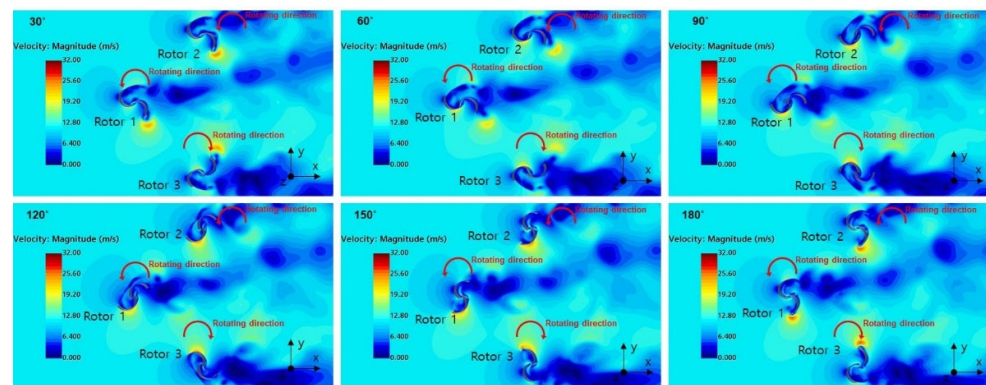 30˚
Rotor 2
Rotating direction
Velocity: Magnitude (m/s)
32.00
25.60
19.20
12.80
6.400
0.000
Rotating direction
Rotor 1
Rotating direction
Rotor 3
y
x
z
60˚
Rotor 2
Rotating direction
Velocity: Magnitude (m/s)
32.00
25.60
19.20
12.80
6.400
0.000
Rotating direction
Rotor 1
Rotating direction
Rotor 3
y
x
z
90˚
Rotor 2
Rotating direction
Velocity: Magnitude (m/s)
32.00
25.60
19.20
12.80
6.400
0.000
Rotating direction
Rotor 1
Rotating direction
Rotor 3
y
x
z
120˚
Rotor 2
Rotating direction
Velocity: Magnitude (m/s)
32.00
25.60
19.20
12.80
6.400
0.000
Rotating direction
Rotor 1
Rotating direction
Rotor 3
y
x
150˚
Rotor 2
Rotating direction
Velocity: Magnitude (m/s)
32.00
25.60
19.20
12.80
6.400
0.000
Rotating direction
Rotor 1
Rotating direction
Rotor 3
y
x
180˚
Rotor 2
Rotating direction
Velocity: Magnitude (m/s)
32.00
25.60
19.20
12.80
6.400
0.000
Rotating direction
Rotor 1
Rotating direction
Rotor 3
y
x